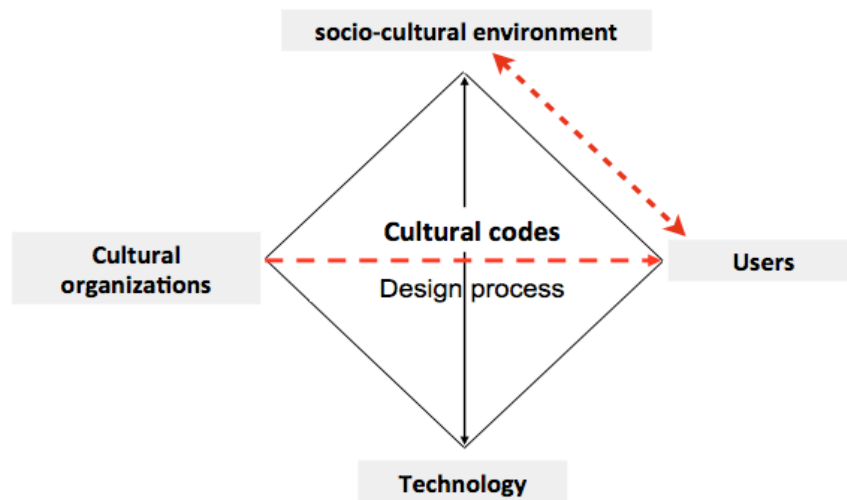 socio-cultural environment
Cultural codes
Cultural
organizations
Users
Design process
Technology